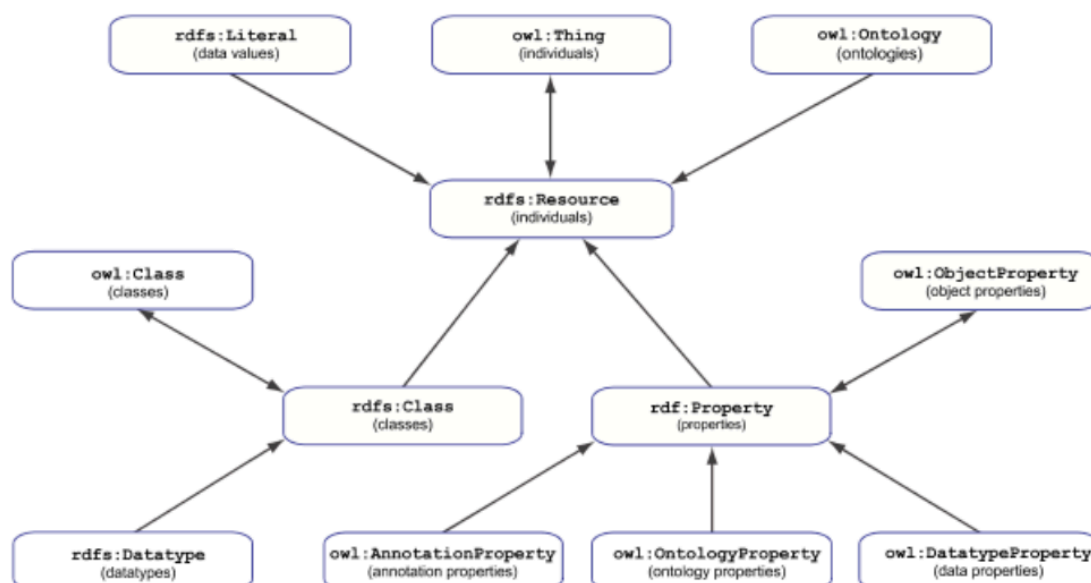 rdfs:Literal
(data values)
owl:Thing
(individuals)
owl:Ontology
(ontologies)
rdfs:Resource
(individuals)
owl:Class
(classes)
owl:ObjectProperty
(object properties)
rdfs:Class
(classes)
rdf:Property
(properties)
rdfs:Datatype
(datatypes)
owl:AnnotationProperty
(annotation properties)
owl:OntologyProperty
(ontology properties)
owl:DatatypeProperty
(data properties)